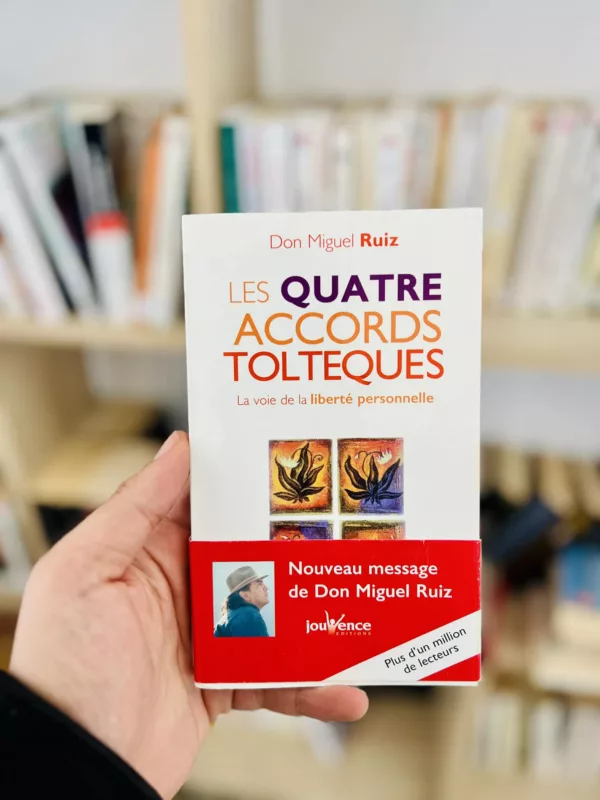 Don Miguel Ruiz
LES QUATRE
ACCORDS
TOLTEQUES
La voie de la liberté personnelle
Nouveau message
de Don Miguel Ruiz
jouVence
EDITIONS
Plus d'un million
de lecteurs